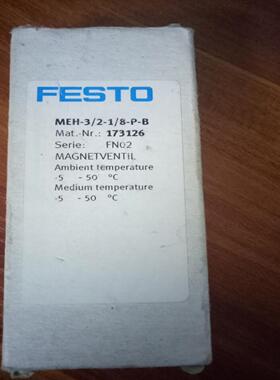 FESTO
MEH-3/2-1/8-P-B
Mat.-Nr.: 173126
Serie: FN02
MAGNETVENTIL
Ambient temperature
-5 - 50 °C
Medium temperature
-5 - 50 °C